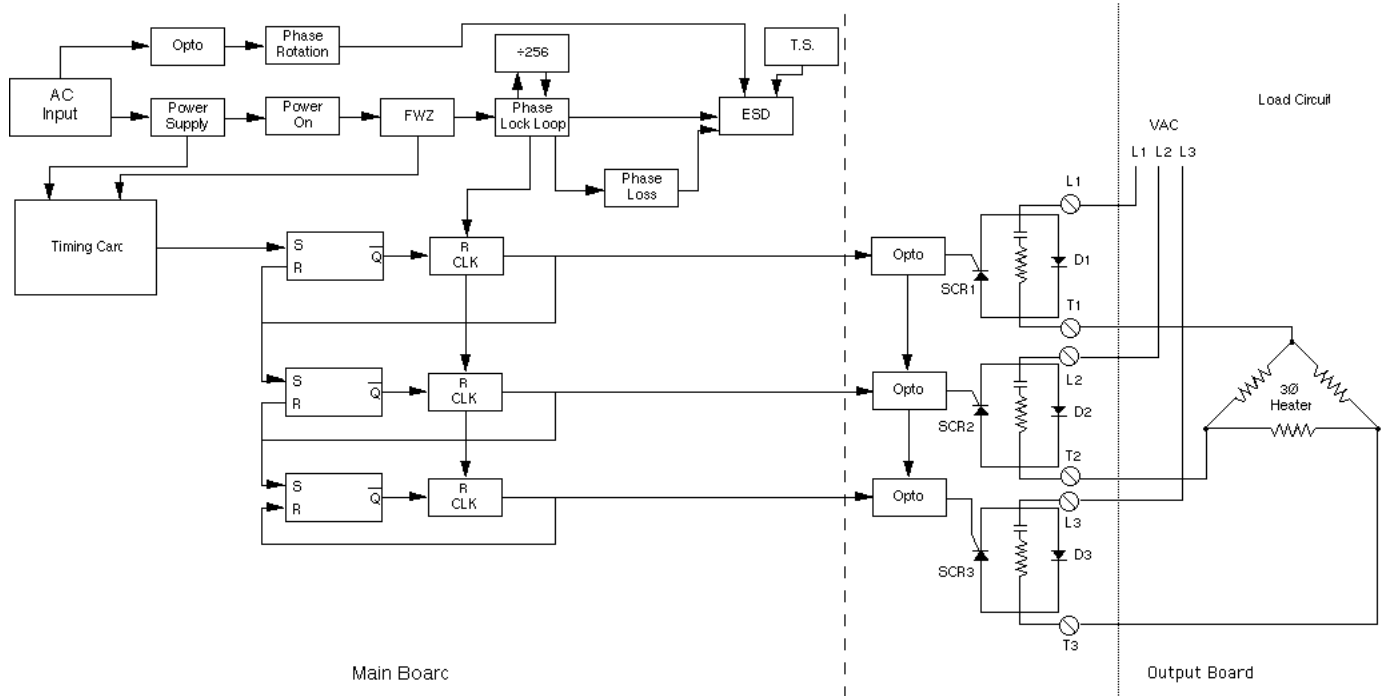 Opto
Phase
Rotation
÷256
T.S.
AC
Input
Power
Supply
Power
On
FWZ
Phase
Lock Loop
ESD
Load Circuit
VAC
L1 L2 L3
Phase
Loss
L1
Timing Carc
S
R
Q
R
CLK
Opto
SCR1
D1
T1
S
R
Q
R
CLK
Opto
SCR2
L2
D2
3Ø
Heater
T2
S
R
Q
R
CLK
Opto
SCR3
L3
D3
T3
Main Boarc
Output Board